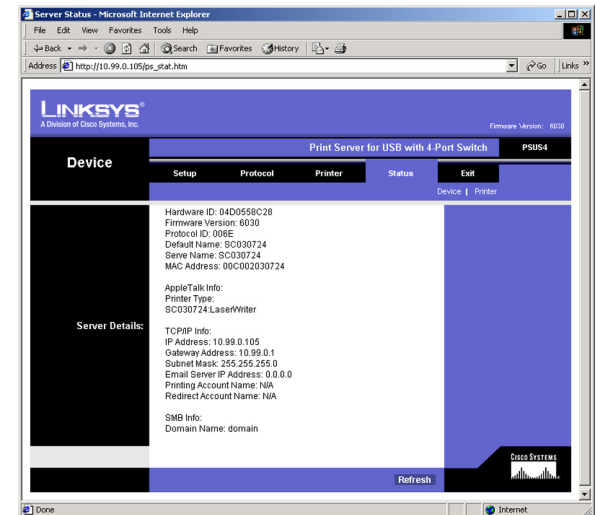 Server Status - Microsoft Internet Explorer
File Edit View Favorites Tools Help
Back Search Favorites History
Address http://10.99.0.105/ps_stat.htm Go Links »
LINKSYS®
A Division of Cisco Systems, Inc.
Firmware Version: 6030
Print Server for USB with 4-Port Switch PSUS4
Device
Setup Protocol Printer Status Exit
Device | Printer
Hardware ID: 04D0558C28
Firmware Version: 6030
Protocol ID: 006E
Default Name: SC030724
Serve Name: SC030724
MAC Address: 00C002030724
AppleTalk Info:
Printer Type:
SC030724:LaserWriter
Server Details:
TCP/IP Info:
IP Address: 10.99.0.105
Gateway Address: 10.99.0.1
Subnet Mask: 255.255.255.0
Email Server IP Address: 0.0.0.0
Printing Account Name: N/A
Redirect Account Name: N/A
SMB Info:
Domain Name: domain
CISCO SYSTEMS
Refresh
Done Internet